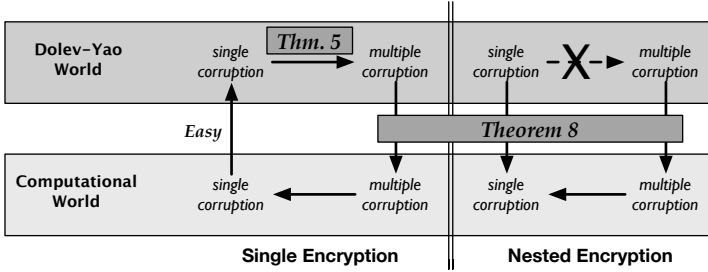 Dolev-Yao
World
single
corruption
Thm. 5
multiple
corruption
single
corruption
X
multiple
corruption
Easy
Theorem 8
Computational
World
single
corruption
multiple
corruption
single
corruption
multiple
corruption
Single Encryption
Nested Encryption